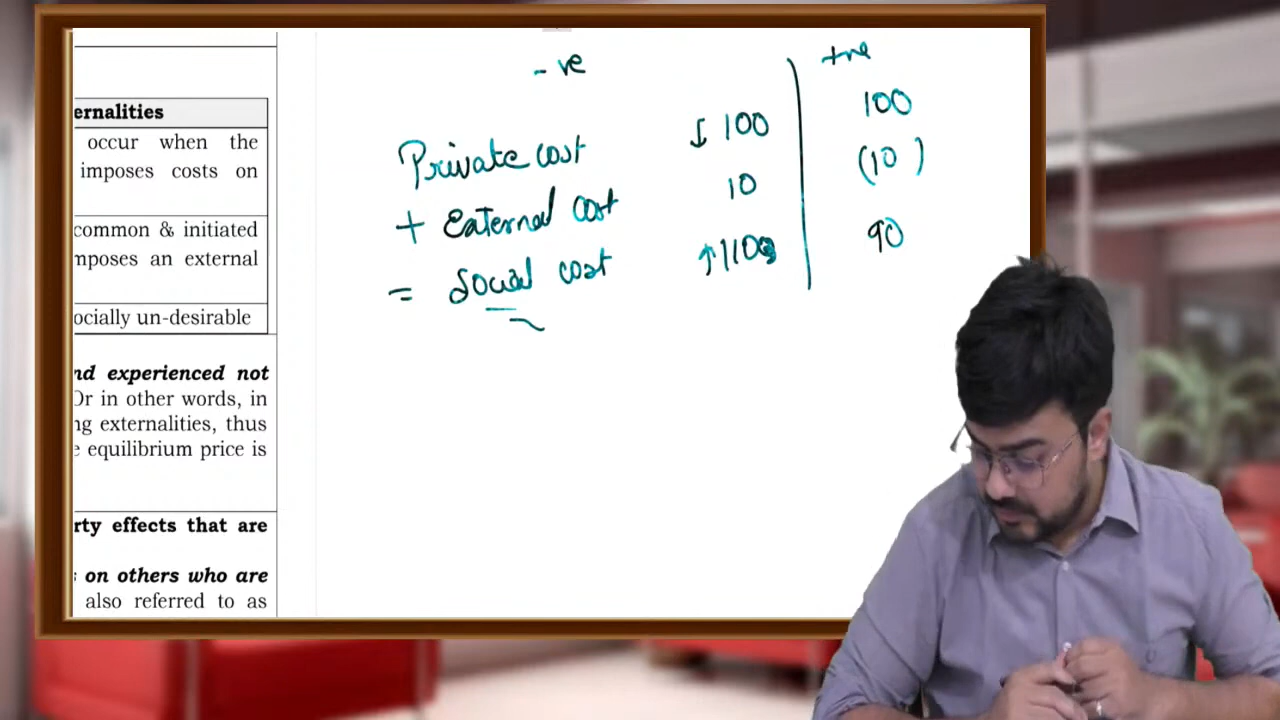 ernalities
occur when the
imposes costs on
common & initiated
mposes an external
ocially un-desirable
nd experienced not
Or in other words, in
ng externalities, thus
e equilibrium price is
rty effects that are
s on others who are
also referred to as
-ve +ve
Private cost ↓ 100 100
+ External cost 10 (10)
= Social cost ↑ 110 90